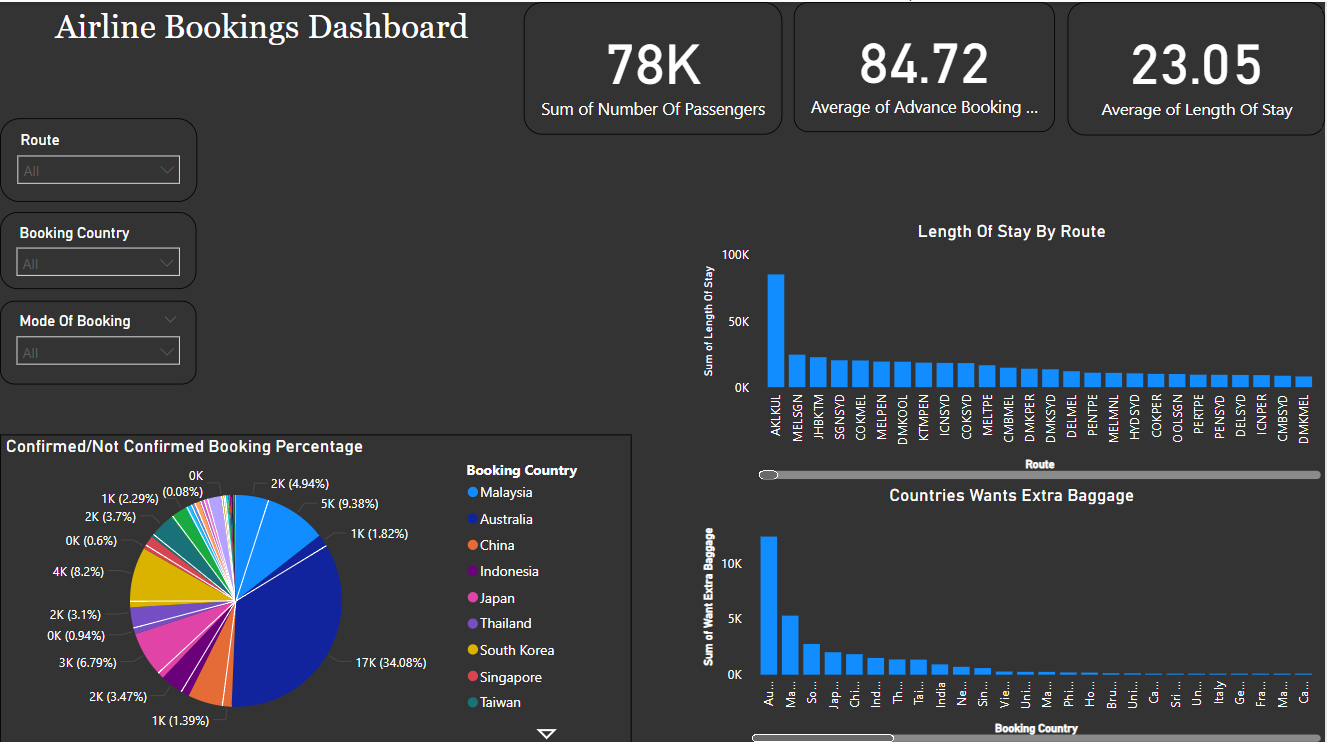 Airline Bookings Dashboard
78K
Sum of Number Of Passengers
84.72
Average of Advance Booking ...
23.05
Average of Length Of Stay
Route
All
Booking Country
All
Mode Of Booking
All
Length Of Stay By Route
Sum of Length Of Stay
100K
50K
0K
AKLKUL
MELSGN
JHBKTM
SGNSYD
COKMEL
MELPEN
DMKOOL
KTMPEN
ICNSYD
COKSYD
MELTPE
CMBMEL
DMKPER
DMKSYD
DELMEL
PENTPE
MELMNL
HYDSYD
COKPER
OOLSGN
PERTPE
PENSYD
DELSYD
ICNPER
CMBSYD
DMKMEL
Route
Confirmed/Not Confirmed Booking Percentage
0K
(0.08%)
2K (4.94%)
5K (9.38%)
1K (1.82%)
17K (34.08%)
1K (1.39%)
2K (3.47%)
3K (6.79%)
0K (0.94%)
2K (3.1%)
4K (8.2%)
0K (0.6%)
2K (3.7%)
1K (2.29%)
Booking Country
Malaysia
Australia
China
Indonesia
Japan
Thailand
South Korea
Singapore
Taiwan
Countries Wants Extra Baggage
Sum of Want Extra Baggage
10K
5K
0K
Au...
Ma...
So...
Jap...
Chi...
Ind...
Th...
Tai...
India
Ne...
Sin...
Vie...
Uni...
Ma...
Phi...
Ho...
Bru...
Uni...
Ca...
Sri ...
Un...
Italy
Ge...
Fra...
Ma...
Ca...
Booking Country